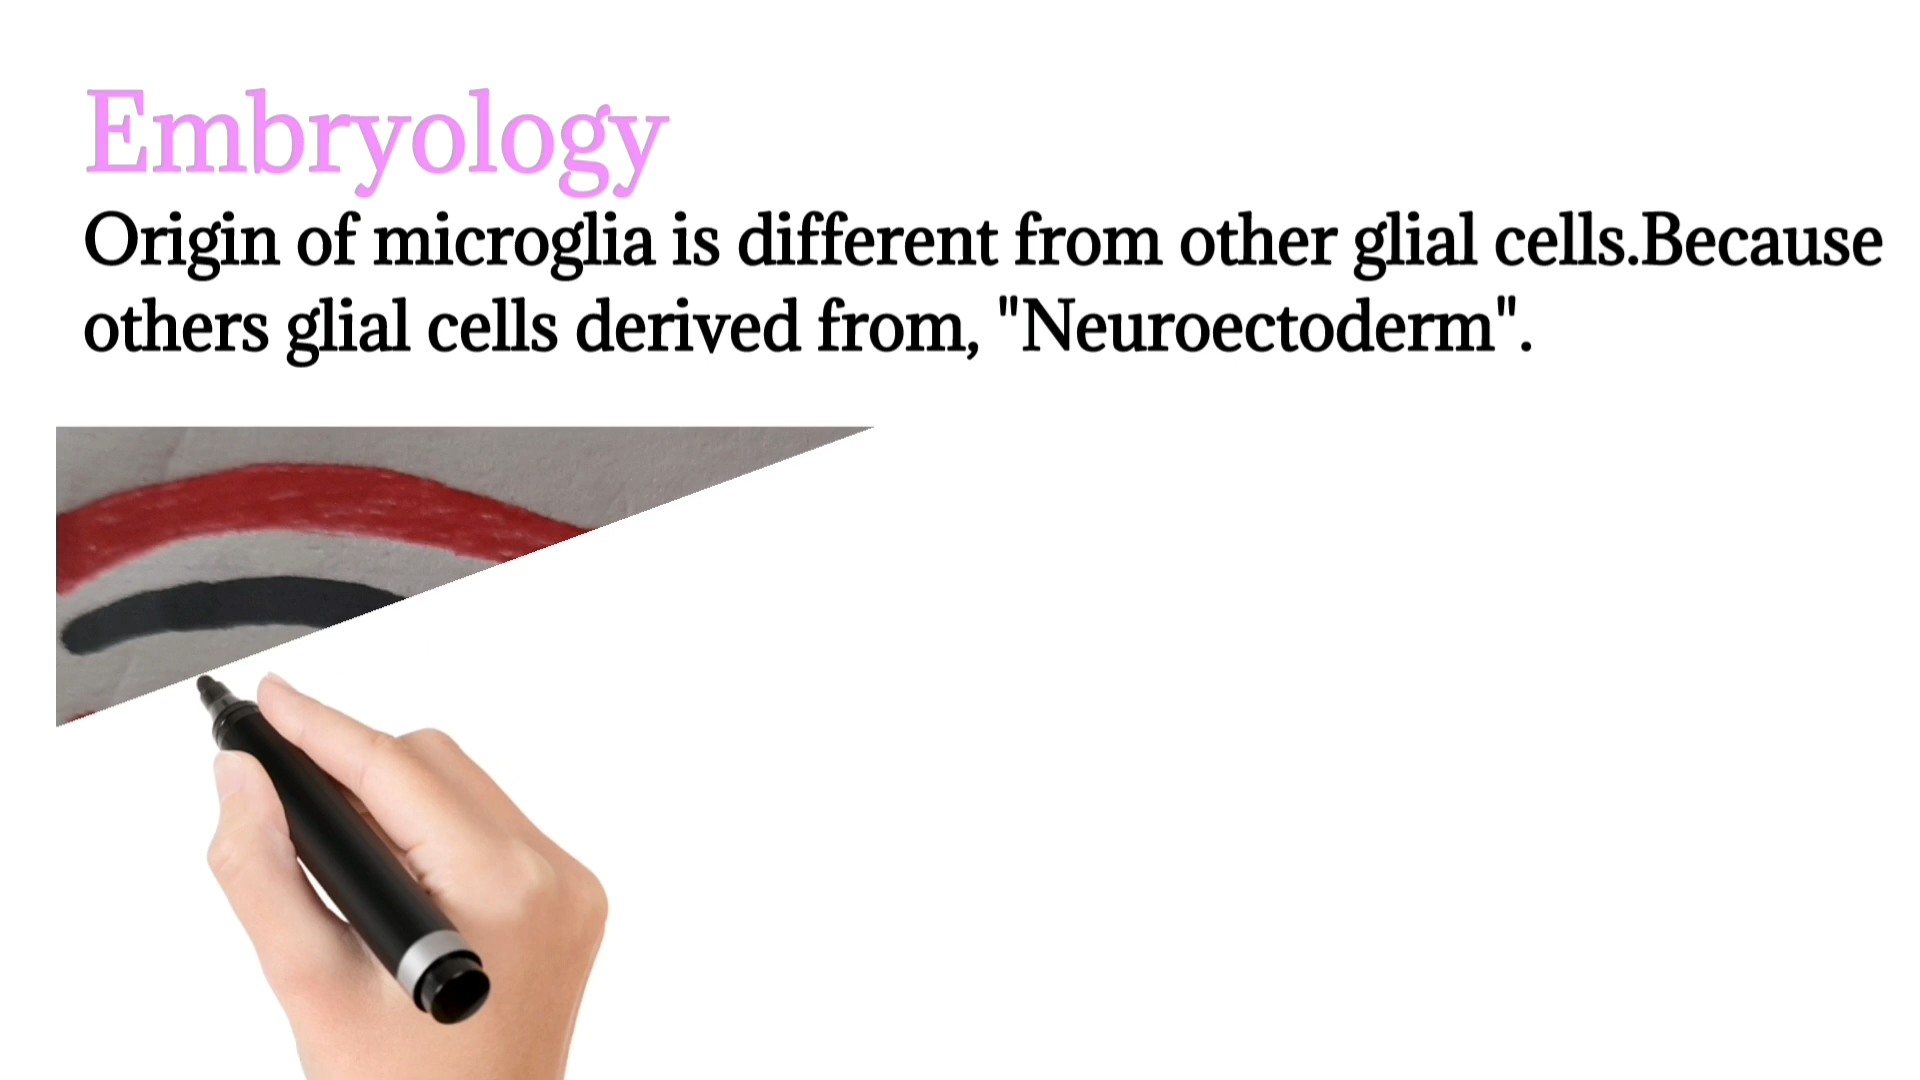 Embryology
Origin of microglia is different from other glial cells.Because
others glial cells derived from, "Neuroectoderm".